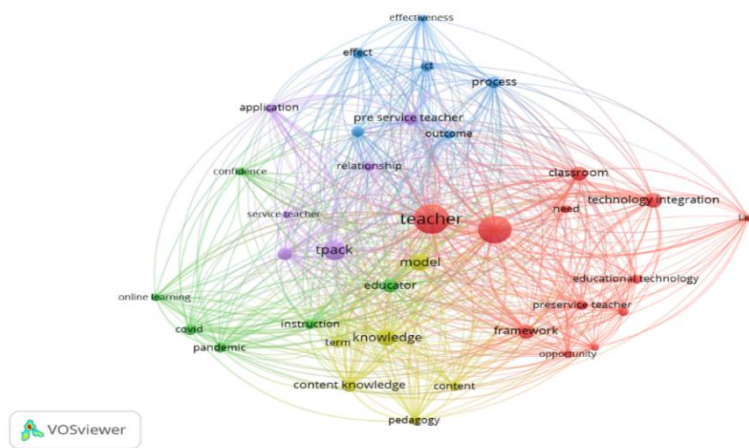 effectiveness
effect
ict
process
application
pre service teacher
outcome
confidence
relationship
classroom
technology integration
service teacher
need
teacher
tpack
model
educator
educational technology
online learning
preservice teacher
covid
instruction
framework
pandemic
term
knowledge
opportunity
content knowledge
content
pedagogy
VOSviewer